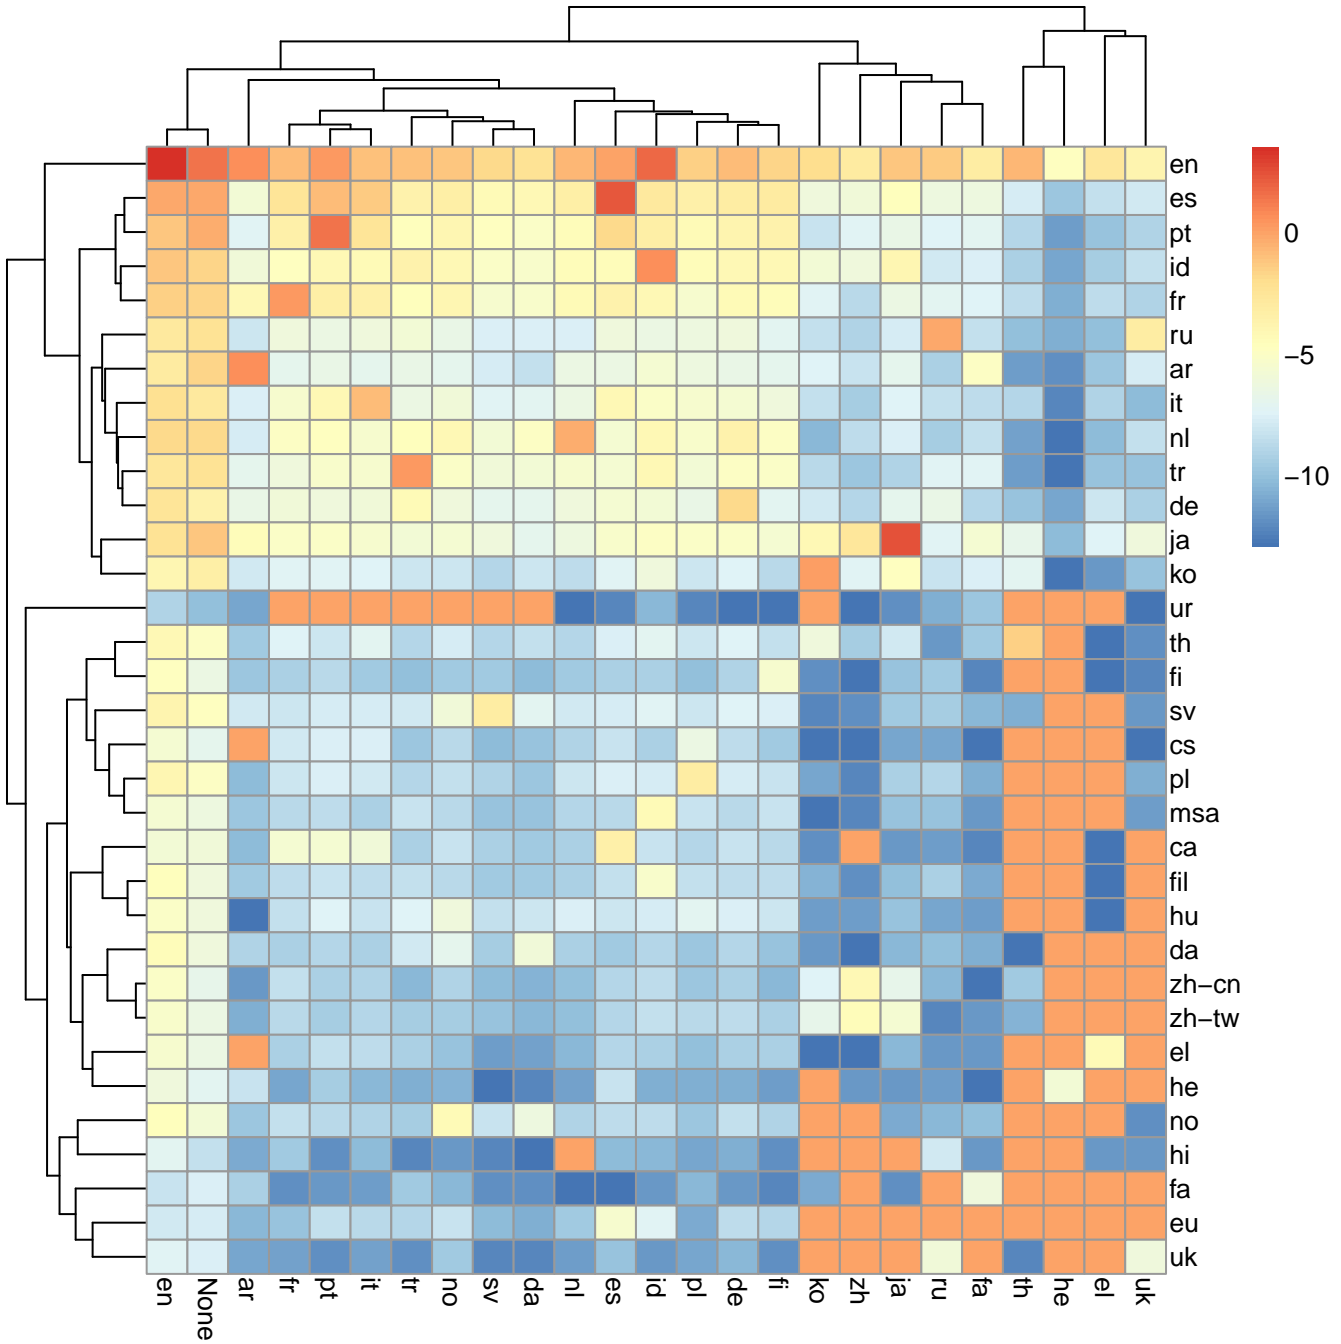 en
es
pt
id
fr
ru
ar
it
nl
tr
de
ja
ko
ur
th
fi
sv
cs
pl
msa
ca
fil
hu
da
zh−cn
zh−tw
el
he
no
hi
fa
eu
uk
0
−5
−10
en None ar fr pt it tr no sv da nl es id pl de fi ko zh ja ru fa th he el uk